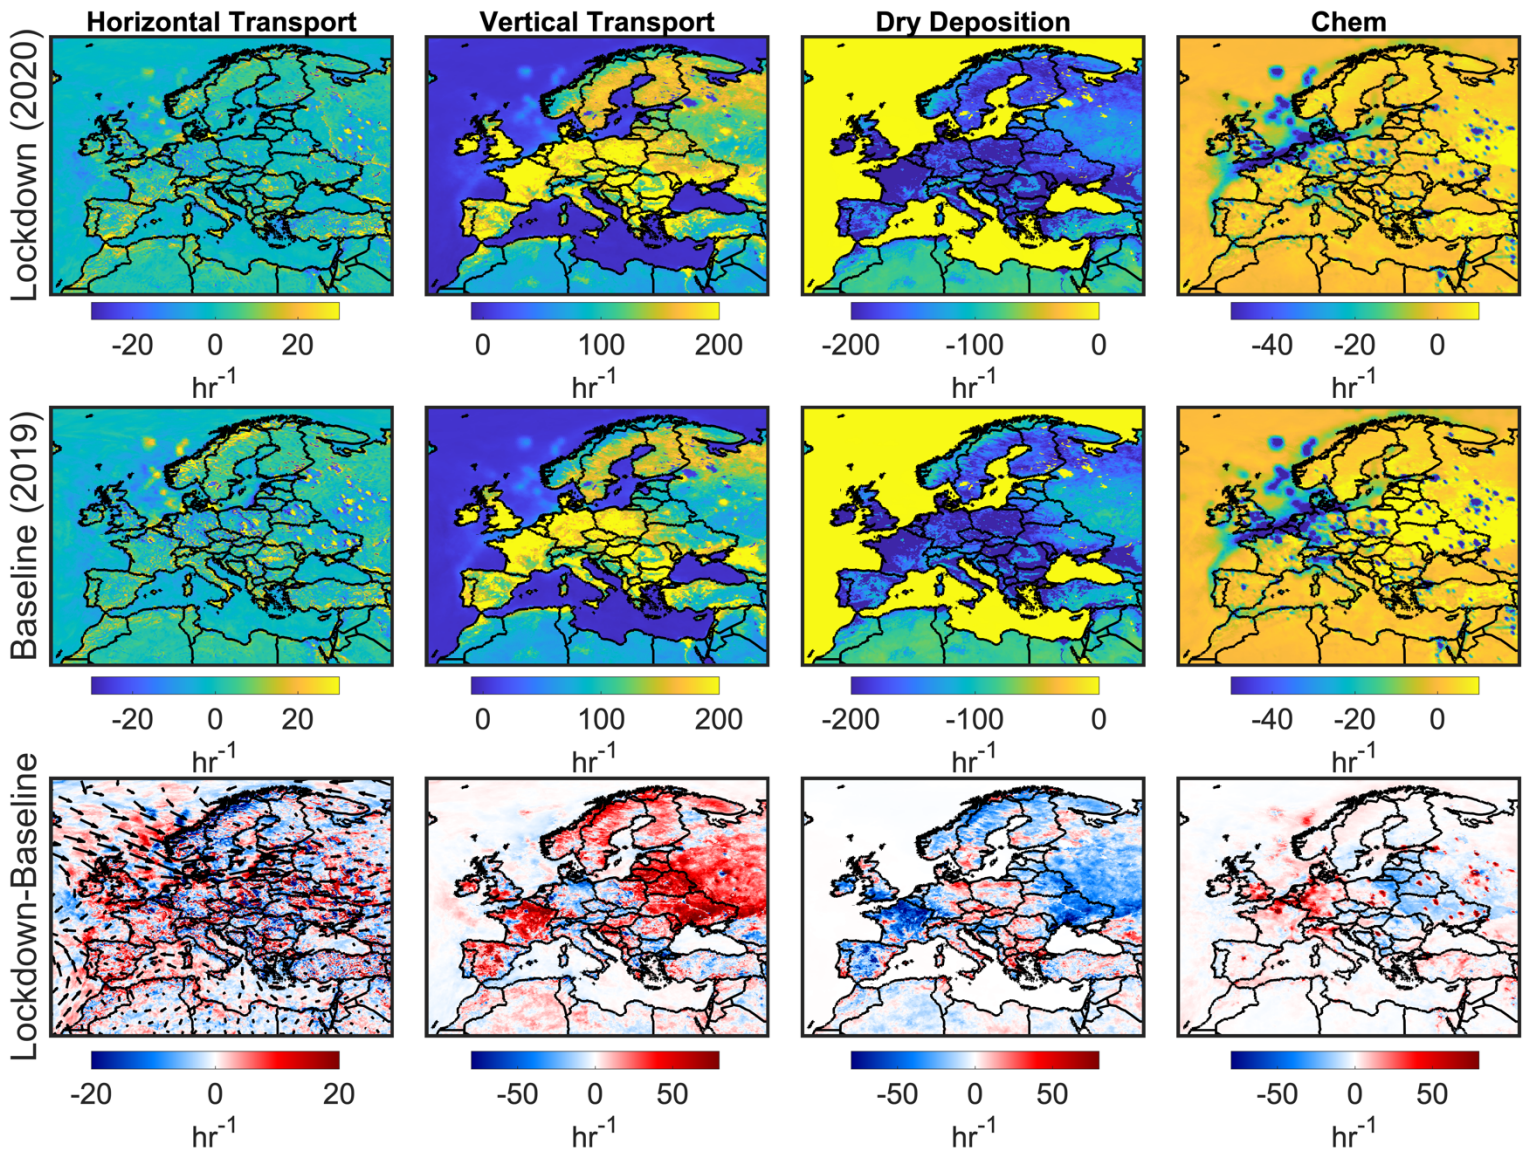 Horizontal Transport Vertical Transport Dry Deposition Chem
Lockdown (2020)
-20 0 20 0 100 200 -200 -100 0 -40 -20 0
hr-1 hr-1 hr-1 hr-1
Baseline (2019)
-20 0 20 0 100 200 -200 -100 0 -40 -20 0
hr-1 hr-1 hr-1 hr-1
Lockdown-Baseline
-20 0 20 -50 0 50 -50 0 50 -50 0 50
hr-1 hr-1 hr-1 hr-1